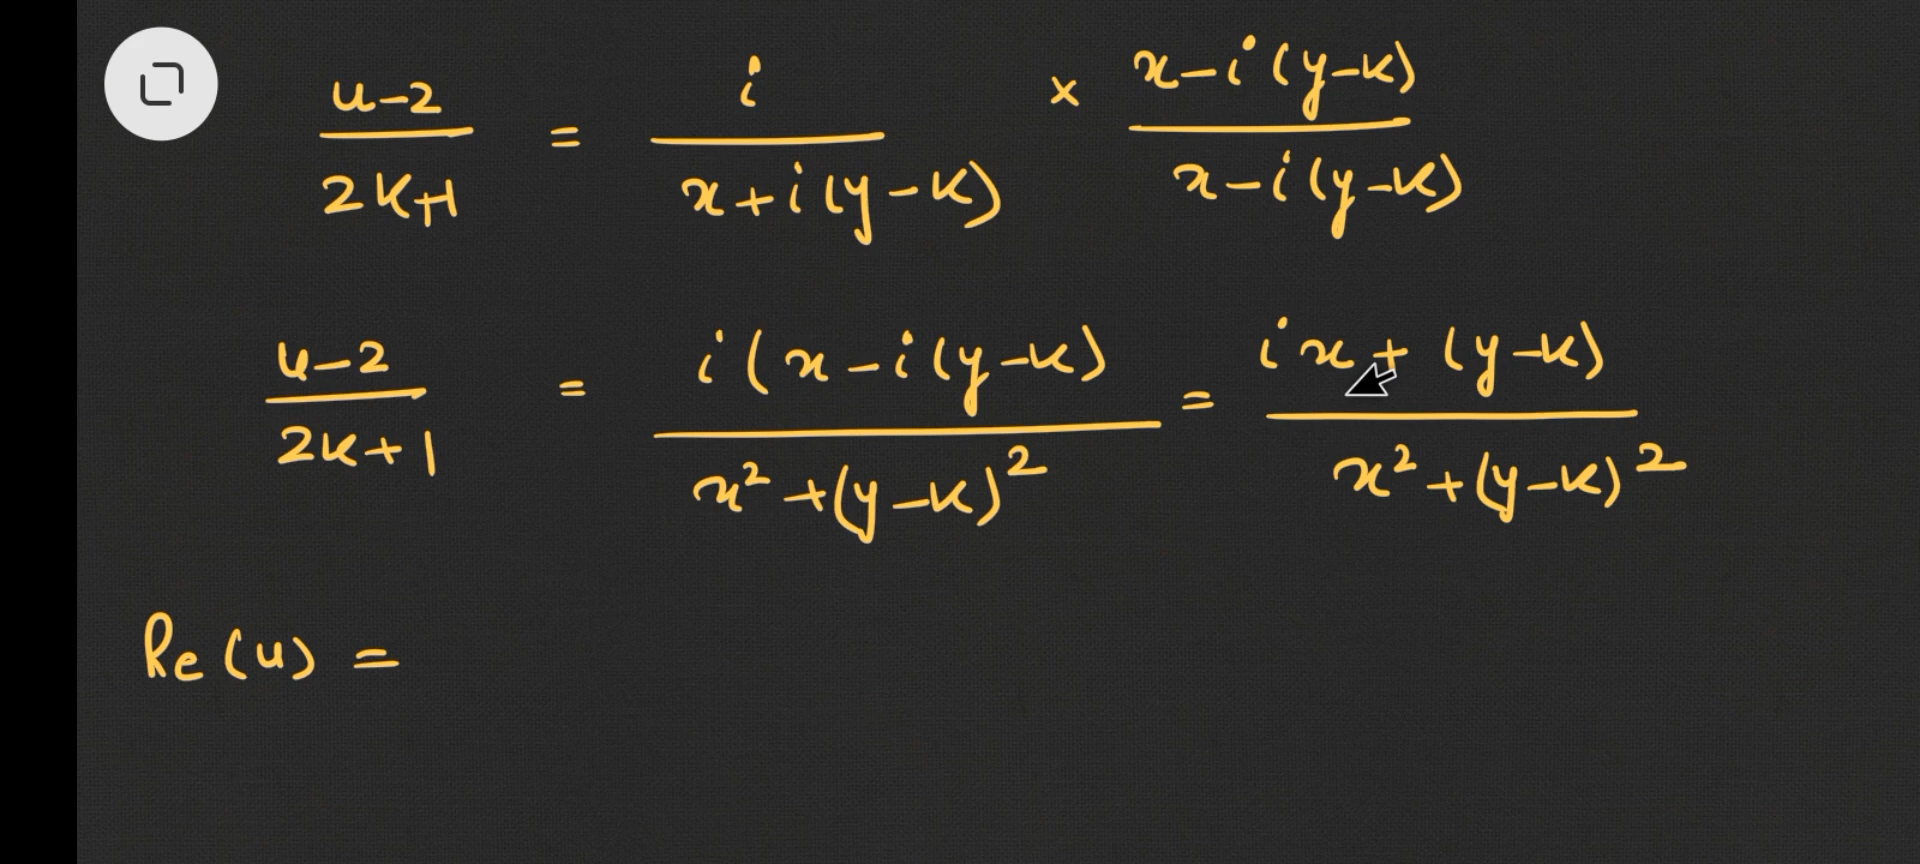 (u-2)/(2k+1) = i/(x+i(y-k)) × (x-i(y-k))/(x-i(y-k))
(u-2)/(2k+1) = i(x-i(y-k)/(x²+(y-k)²) = (ix+(y-k))/(x²+(y-k)²)
Re(u) =